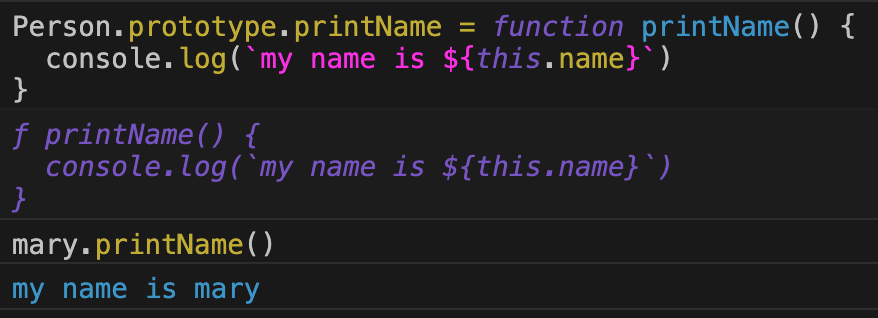 Person.prototype.printName = function printName() {
  console.log(`my name is ${this.name}`)
}
ƒ printName() {
  console.log(`my name is ${this.name}`)
}
mary.printName()
my name is mary